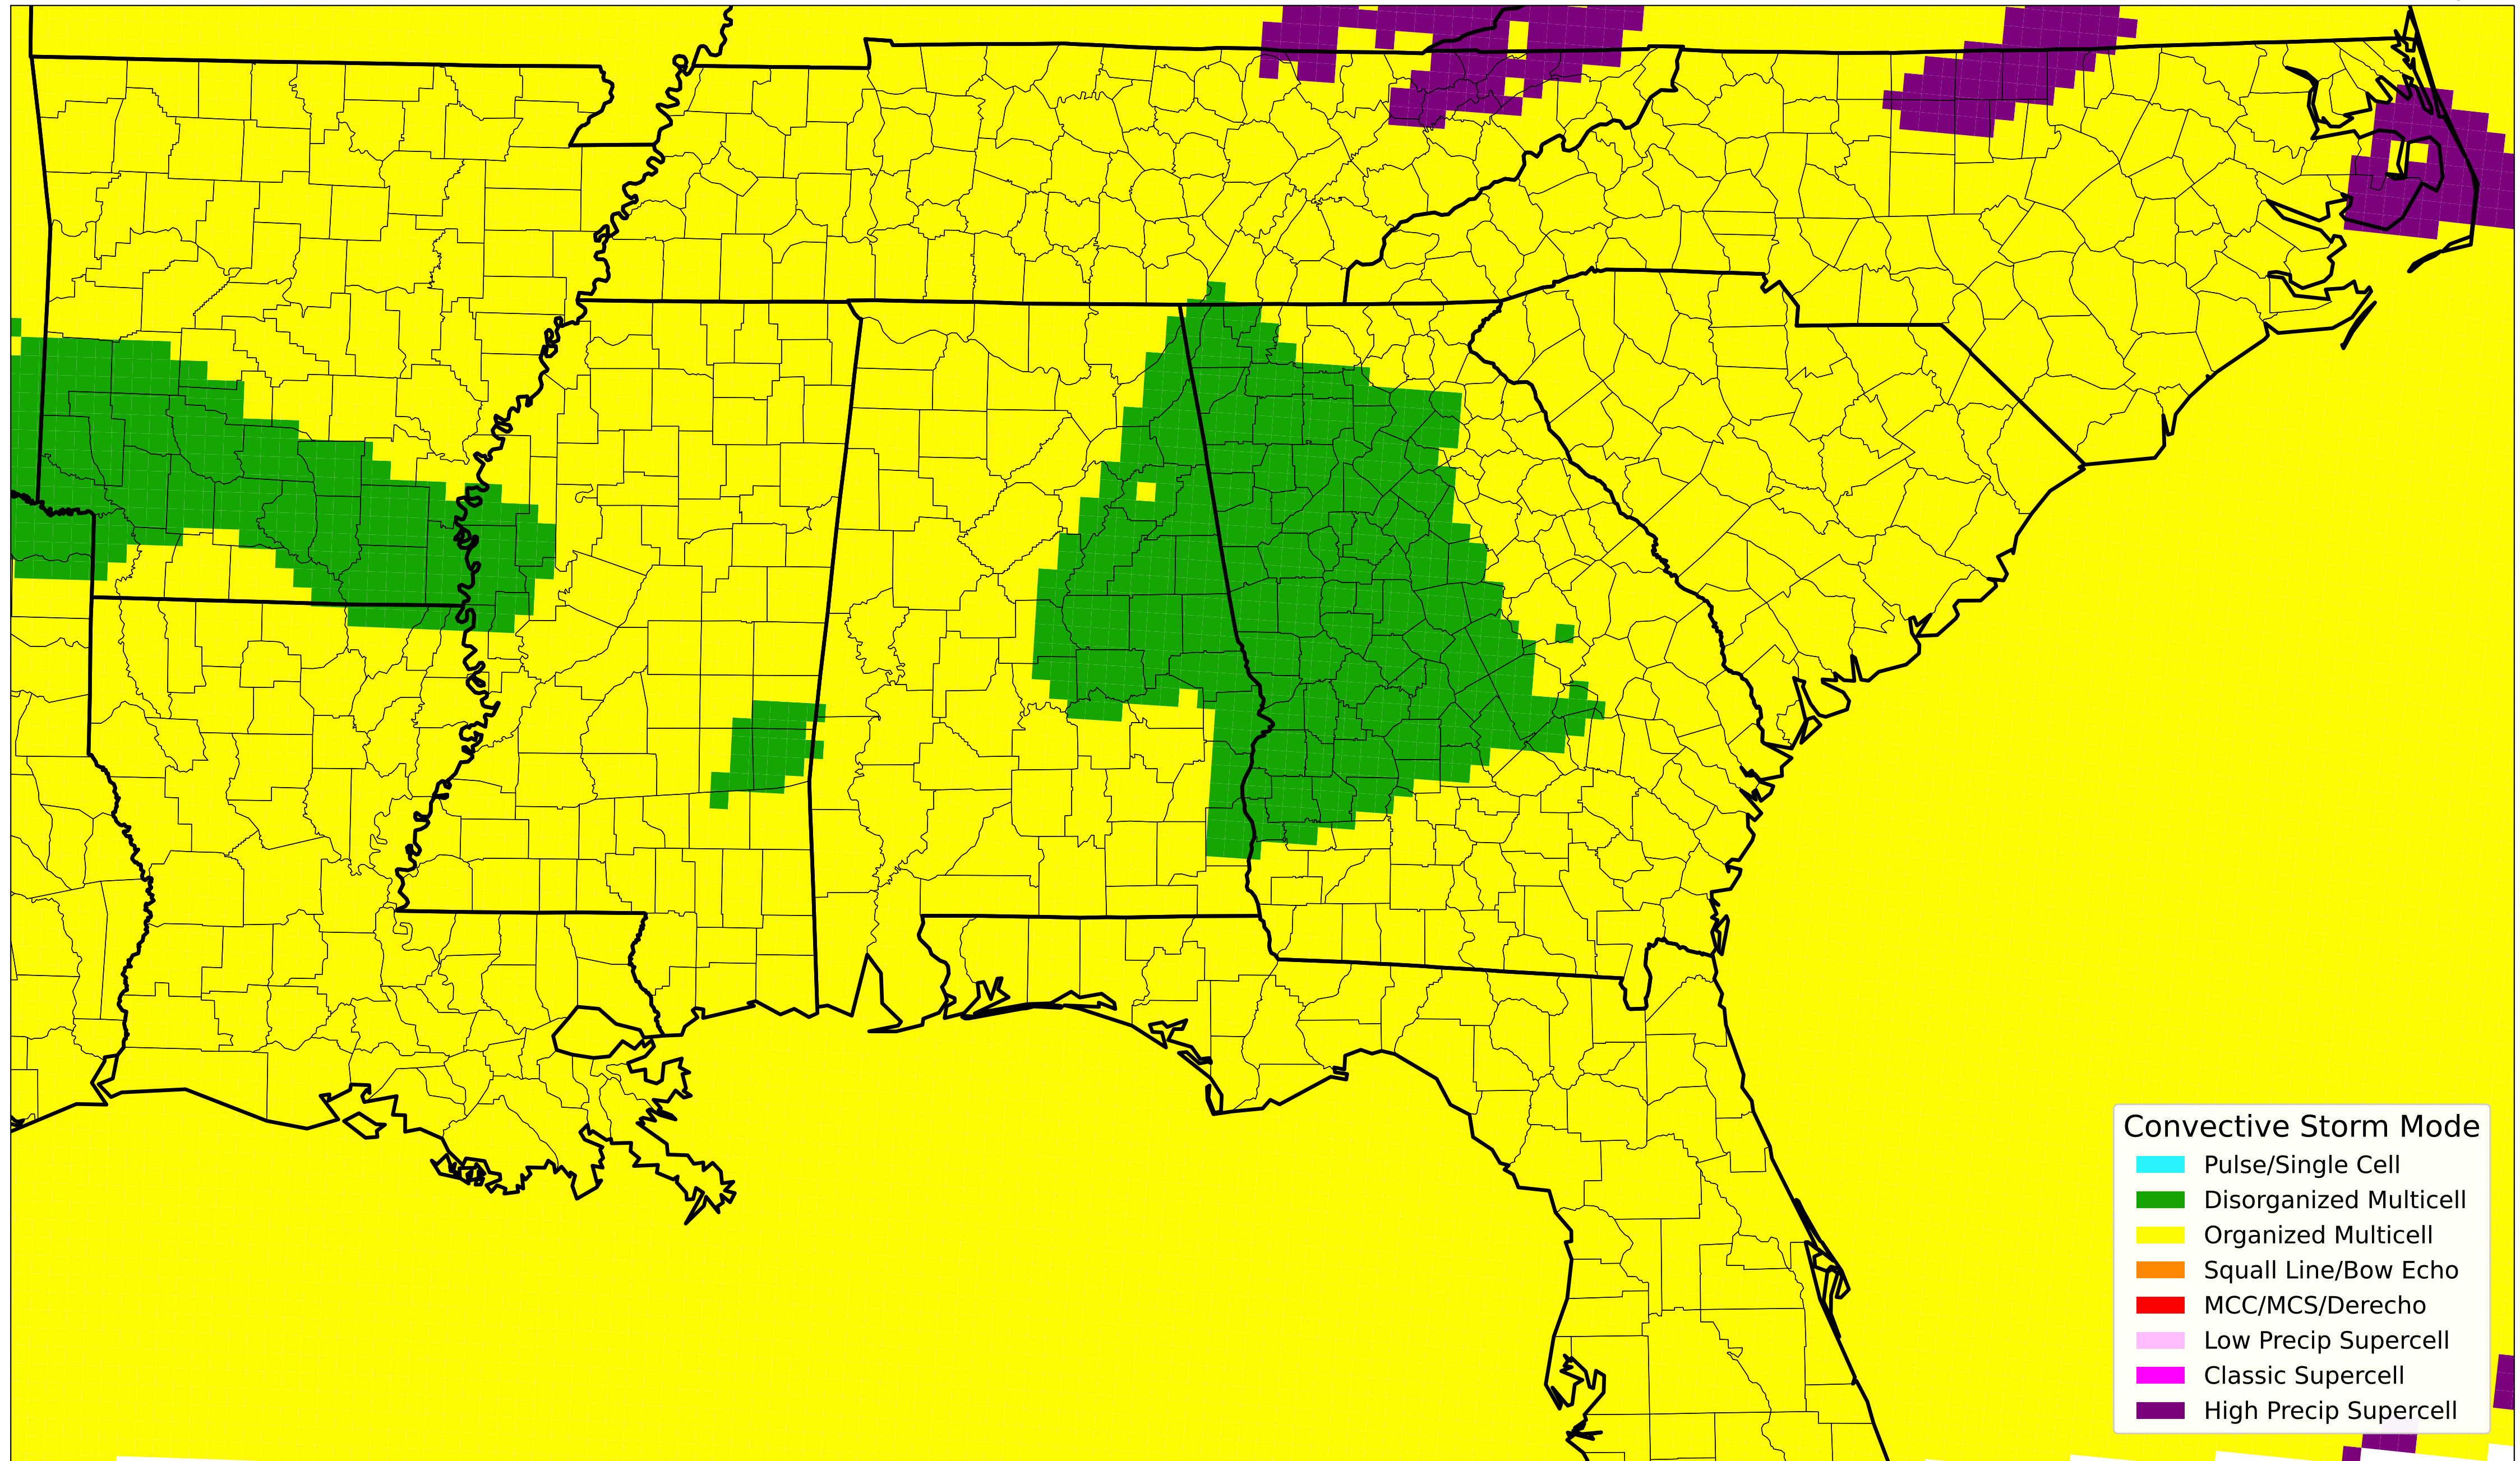 Convective Storm Mode
Pulse/Single Cell
Disorganized Multicell
Organized Multicell
Squall Line/Bow Echo
MCC/MCS/Derecho
Low Precip Supercell
Classic Supercell
High Precip Supercell